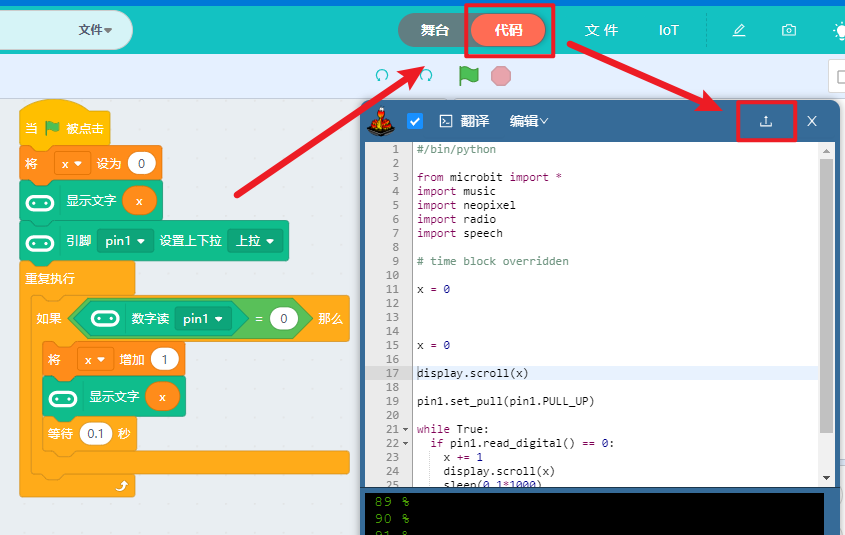 文件
舞台
代码
文 件
IoT
当 被点击
将 x 设为 0
显示文字 x
引脚 pin1 设置上下拉 上拉
重复执行
如果 数字读 pin1 = 0 那么
将 x 增加 1
显示文字 x
等待 0.1 秒
翻译 编辑 X
1 #/bin/python
2
3 from microbit import *
4 import music
5 import neopixel
6 import radio
7 import speech
8
9 # time block overridden
10
11 x = 0
12
13
14
15 x = 0
16
17 display.scroll(x)
18
19 pin1.set_pull(pin1.PULL_UP)
20
21 while True:
22 if pin1.read_digital() == 0:
23 x += 1
24 display.scroll(x)
25 sleep(0.1*1000)
89 %
90 %
91 %